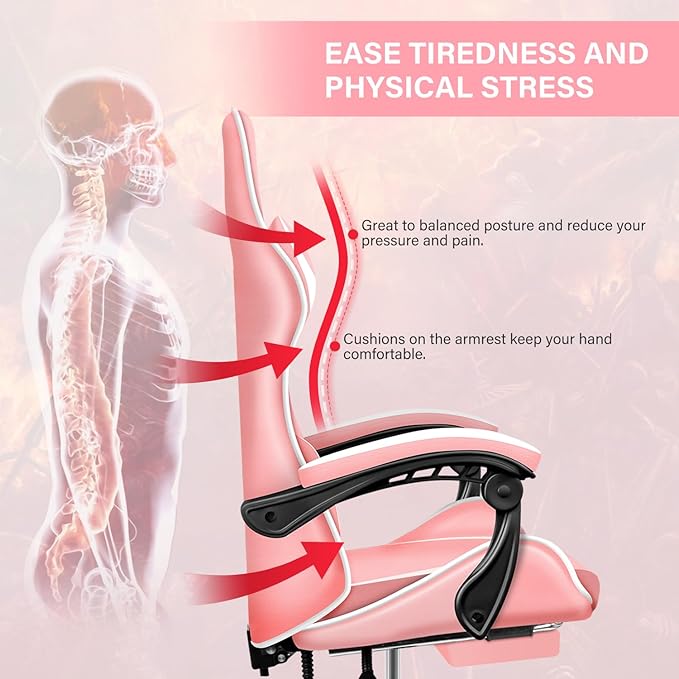 EASE TIREDNESS AND
PHYSICAL STRESS
Great to balanced posture and reduce your
pressure and pain.
Cushions on the armrest keep your hand
comfortable.